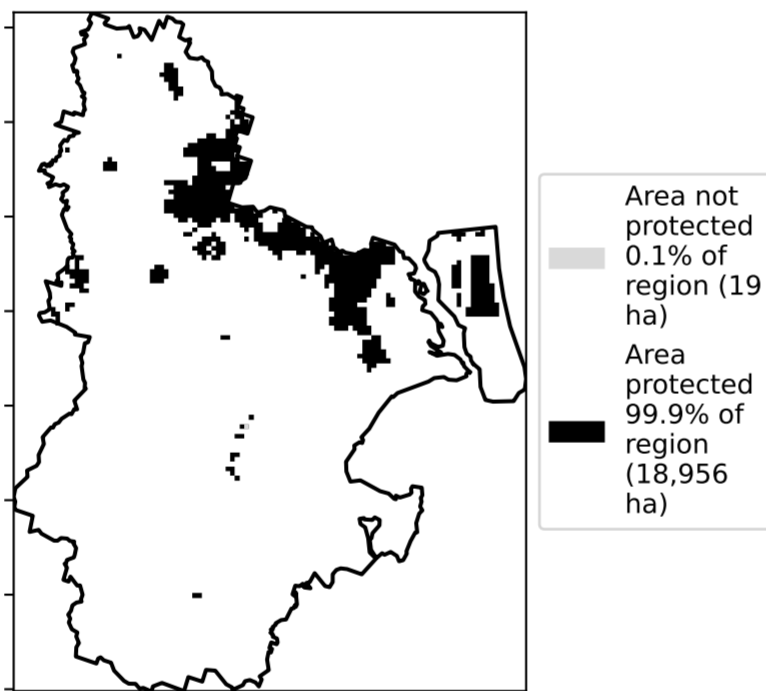 Area not
protected
0.1% of
region (19
ha)
Area
protected
99.9% of
region
(18,956
ha)